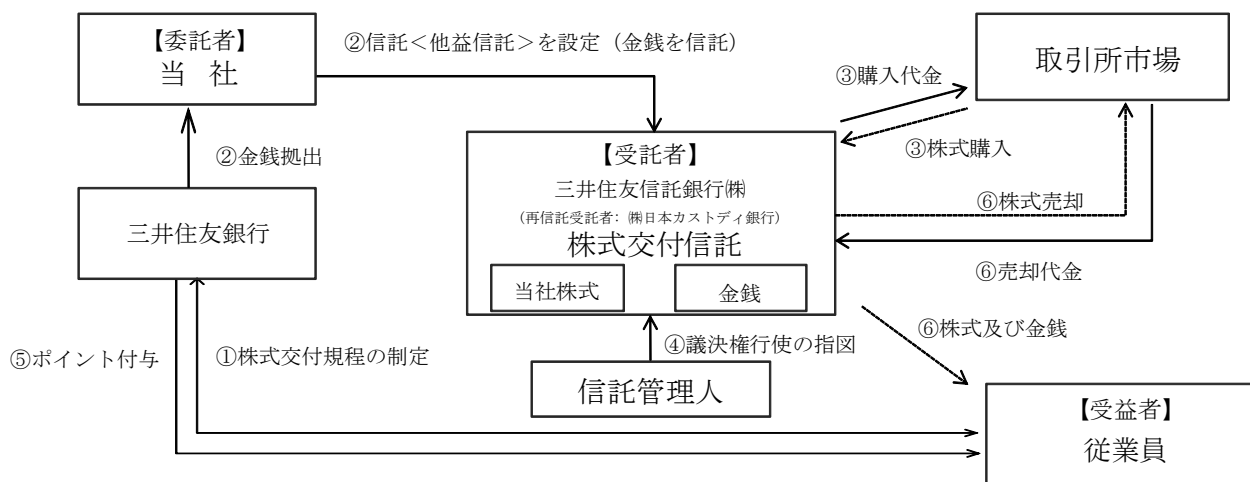 【委託者】
当 社
②信託＜他益信託＞を設定（金銭を信託）
取引所市場
③購入代金
③株式購入
②金銭拠出
【受託者】
三井住友信託銀行㈱
(再信託受託者：㈱日本カストディ銀行)
株式交付信託
当社株式
金銭
三井住友銀行
⑥株式売却
⑥売却代金
⑥株式及び金銭
④議決権行使の指図
⑤ポイント付与
①株式交付規程の制定
信託管理人
【受益者】
従業員